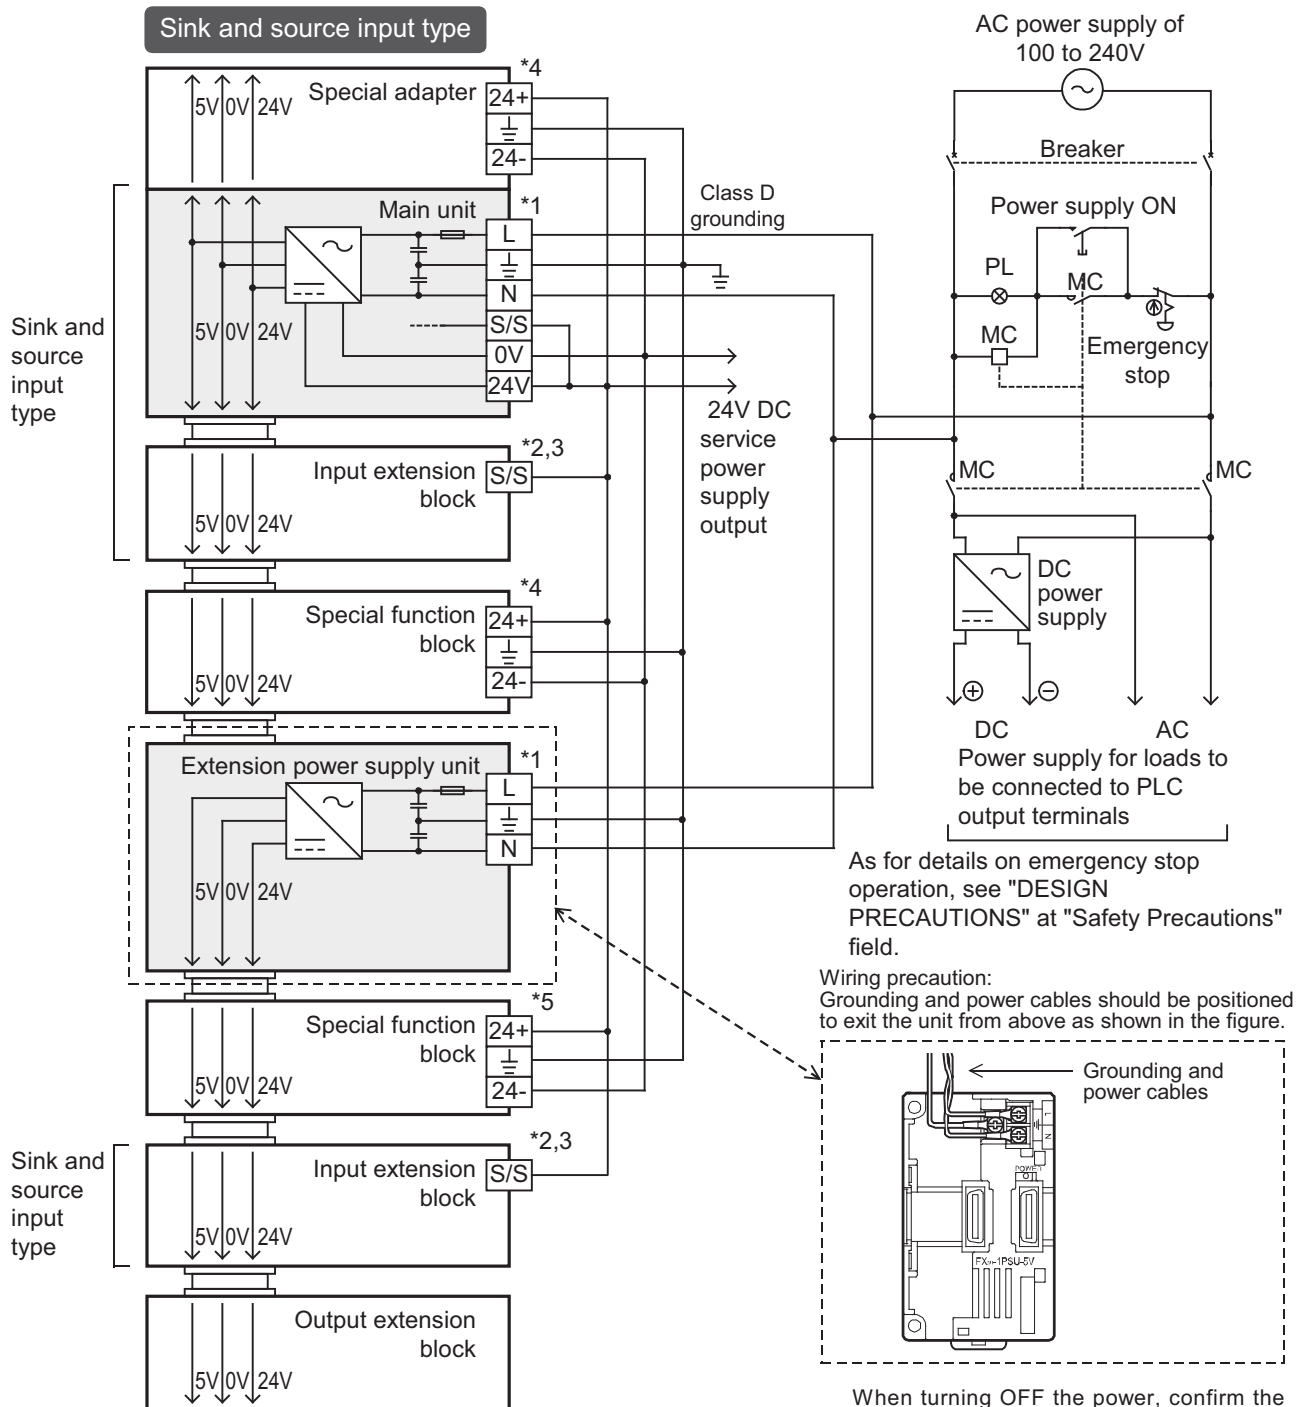 Sink and source input type
AC power supply of
100 to 240V
*4
Special adapter
24+
24-
5V 0V 24V
Breaker
Class D
grounding
*1
Main unit
L
N
S/S
0V
24V
5V 0V 24V
24V DC
service
power
supply
output
Sink and
source
input
type
Power supply ON
PL
MC
MC
Emergency
stop
MC
MC
*2,3
Input extension
block
S/S
5V 0V 24V
DC
power
supply
*4
Special function
block
24+
24-
5V 0V 24V
DC
AC
Power supply for loads to
be connected to PLC
output terminals
*1
Extension power supply unit
L
N
5V 0V 24V
As for details on emergency stop
operation, see "DESIGN
PRECAUTIONS" at "Safety Precautions"
field.
Wiring precaution:
Grounding and power cables should be positioned
to exit the unit from above as shown in the figure.
*5
Special function
block
24+
24-
5V 0V 24V
Grounding and
power cables
L
N
POWER
Sink and
source
input
type
*2,3
Input extension
block
S/S
5V 0V 24V
Output extension
block
5V 0V 24V
When turning OFF the power, confirm the